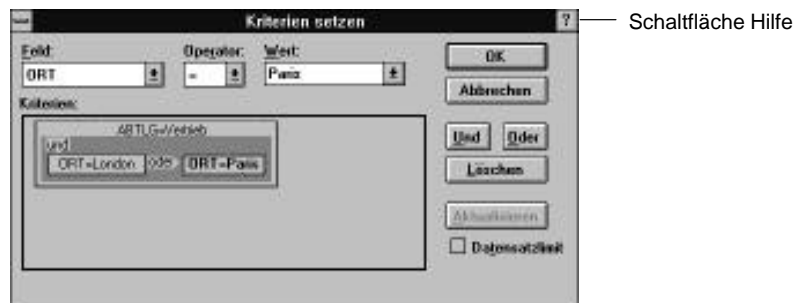 Kriterien setzen ?
Schaltfläche Hilfe
Feld: Operator: Wert:
ORT = Paris
OK
Abbrechen
Kriterien:
ABTLG=Vertrieb
und
ORT=London oder ORT=Paris
Und Oder
Löschen
Aktualisieren
Datensatzlimit